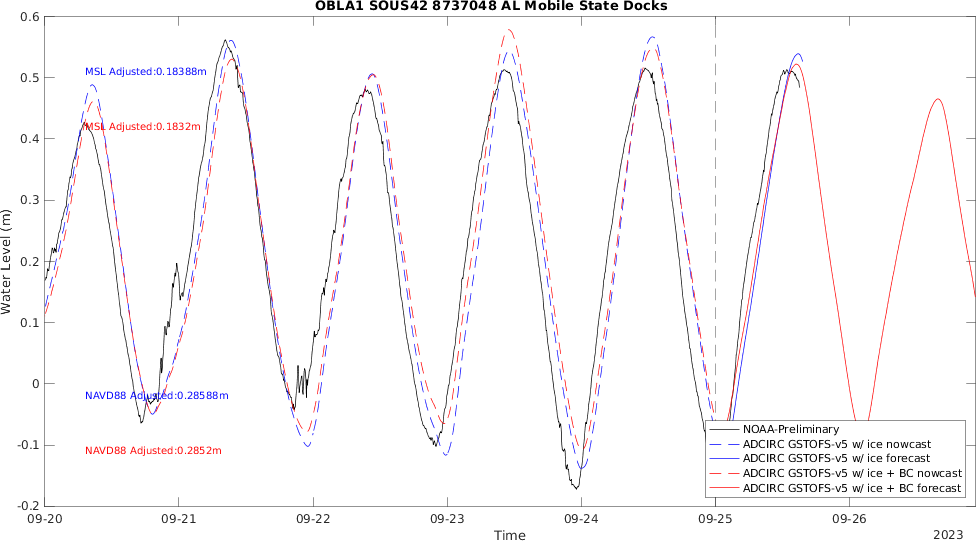 OBLA1 SOUS42 8737048 AL Mobile State Docks
0.6
0.5
0.4
0.3
0.2
0.1
0
-0.1
-0.2
Water Level (m)
MSL Adjusted:0.18388m
MSL Adjusted:0.1832m
NAVD88 Adjusted:0.28588m
NAVD88 Adjusted:0.2852m
NOAA-Preliminary
ADCIRC GSTOFS-v5 w/ ice nowcast
ADCIRC GSTOFS-v5 w/ ice forecast
ADCIRC GSTOFS-v5 w/ ice + BC nowcast
ADCIRC GSTOFS-v5 w/ ice + BC forecast
09-20 09-21 09-22 09-23 09-24 09-25 09-26
Time
2023